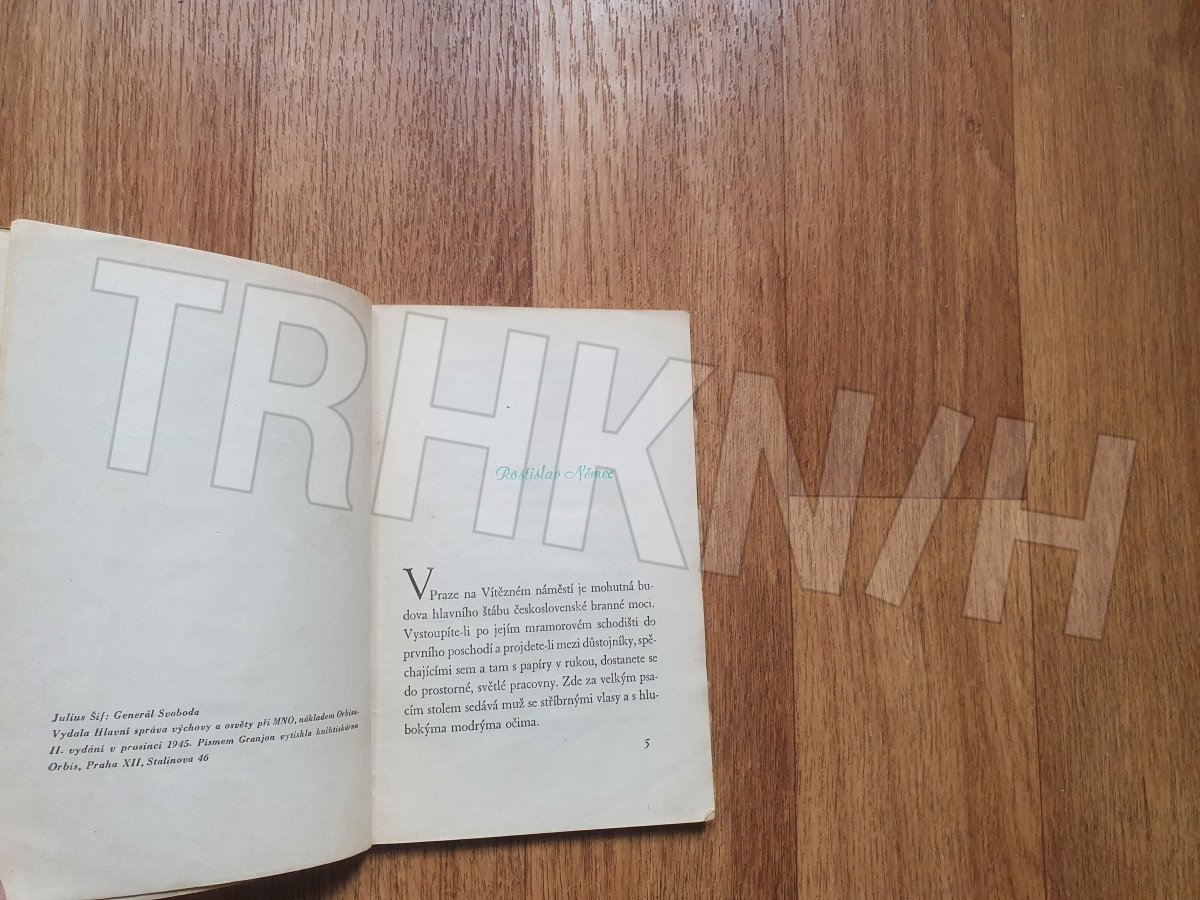 Julius Šíf: Generál Svoboda
Vydala Hlavní správa výchovy a osvěty při MNO, nákladem Orbisu.
II. vydání v prosinci 1945. Písmem Granjon vytiskla knihtiskárna
Orbis, Praha XII, Stalinova 46
Rostislav Němec
V Praze na Vítězném náměstí je mohutná bu-
dova hlavního štábu československé branné moci.
Vystoupíte-li po jejím mramorovém schodišti do
prvního poschodí a projdete-li mezi důstojníky, spě-
chajícími sem a tam s papíry v rukou, dostanete se
do prostorné, světlé pracovny. Zde za velkým psa-
cím stolem sedává muž se stříbrnými vlasy a s hlu-
bokýma modrýma očima.
5
TRHKNIH